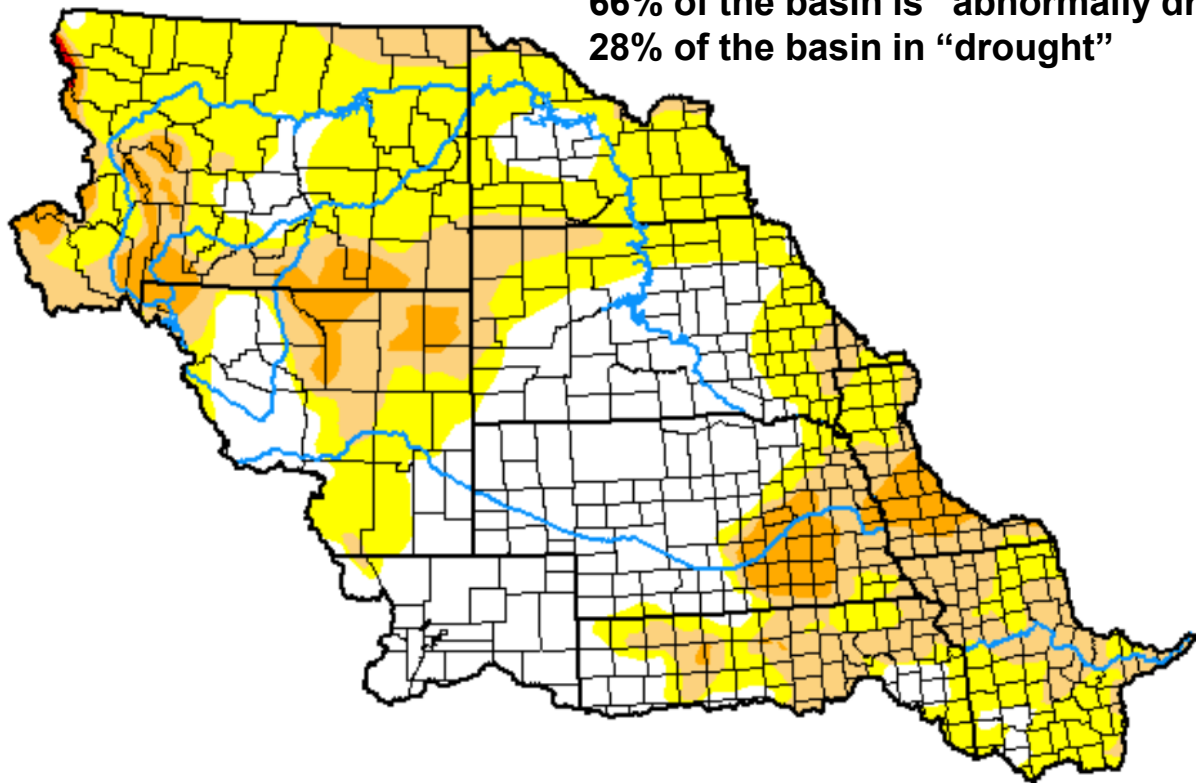 66% of the basin is "abnormally
28% of the basin in “drought”